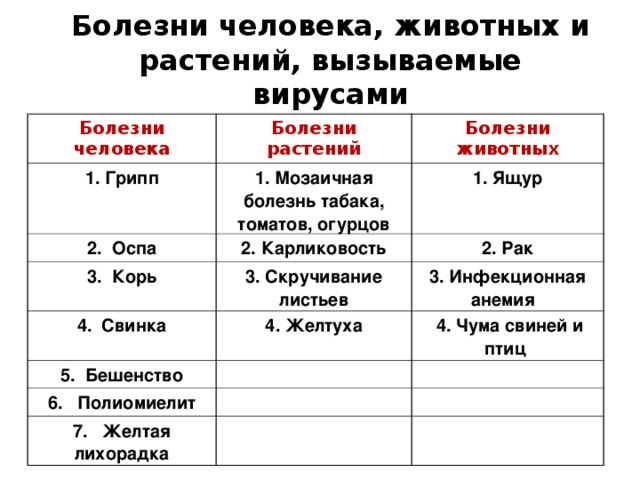 Болезни человека, животных и
растений, вызываемые
вирусами
Болезни
человека
Болезни
растений
Болезни
животных
1. Грипп
1. Мозаичная
болезнь табака,
томатов, огурцов
1. Ящур
2. Оспа
2. Карликовость
2. Рак
3. Корь
3. Скручивание
листьев
3. Инфекционная
анемия
4. Свинка
4. Желтуха
4. Чума свиней и
птиц
5. Бешенство
6. Полиомиелит
7. Желтая
лихорадка